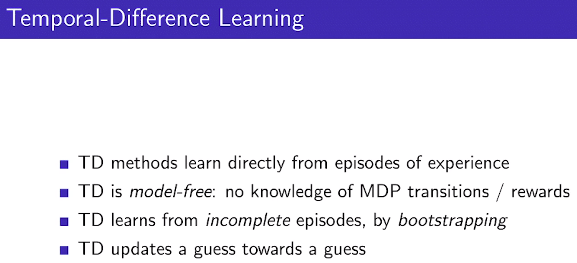 Temporal-Difference Learning
TD methods learn directly from episodes of experience
TD is model-free: no knowledge of MDP transitions / rewards
TD learns from incomplete episodes, by bootstrapping
TD updates a guess towards a guess